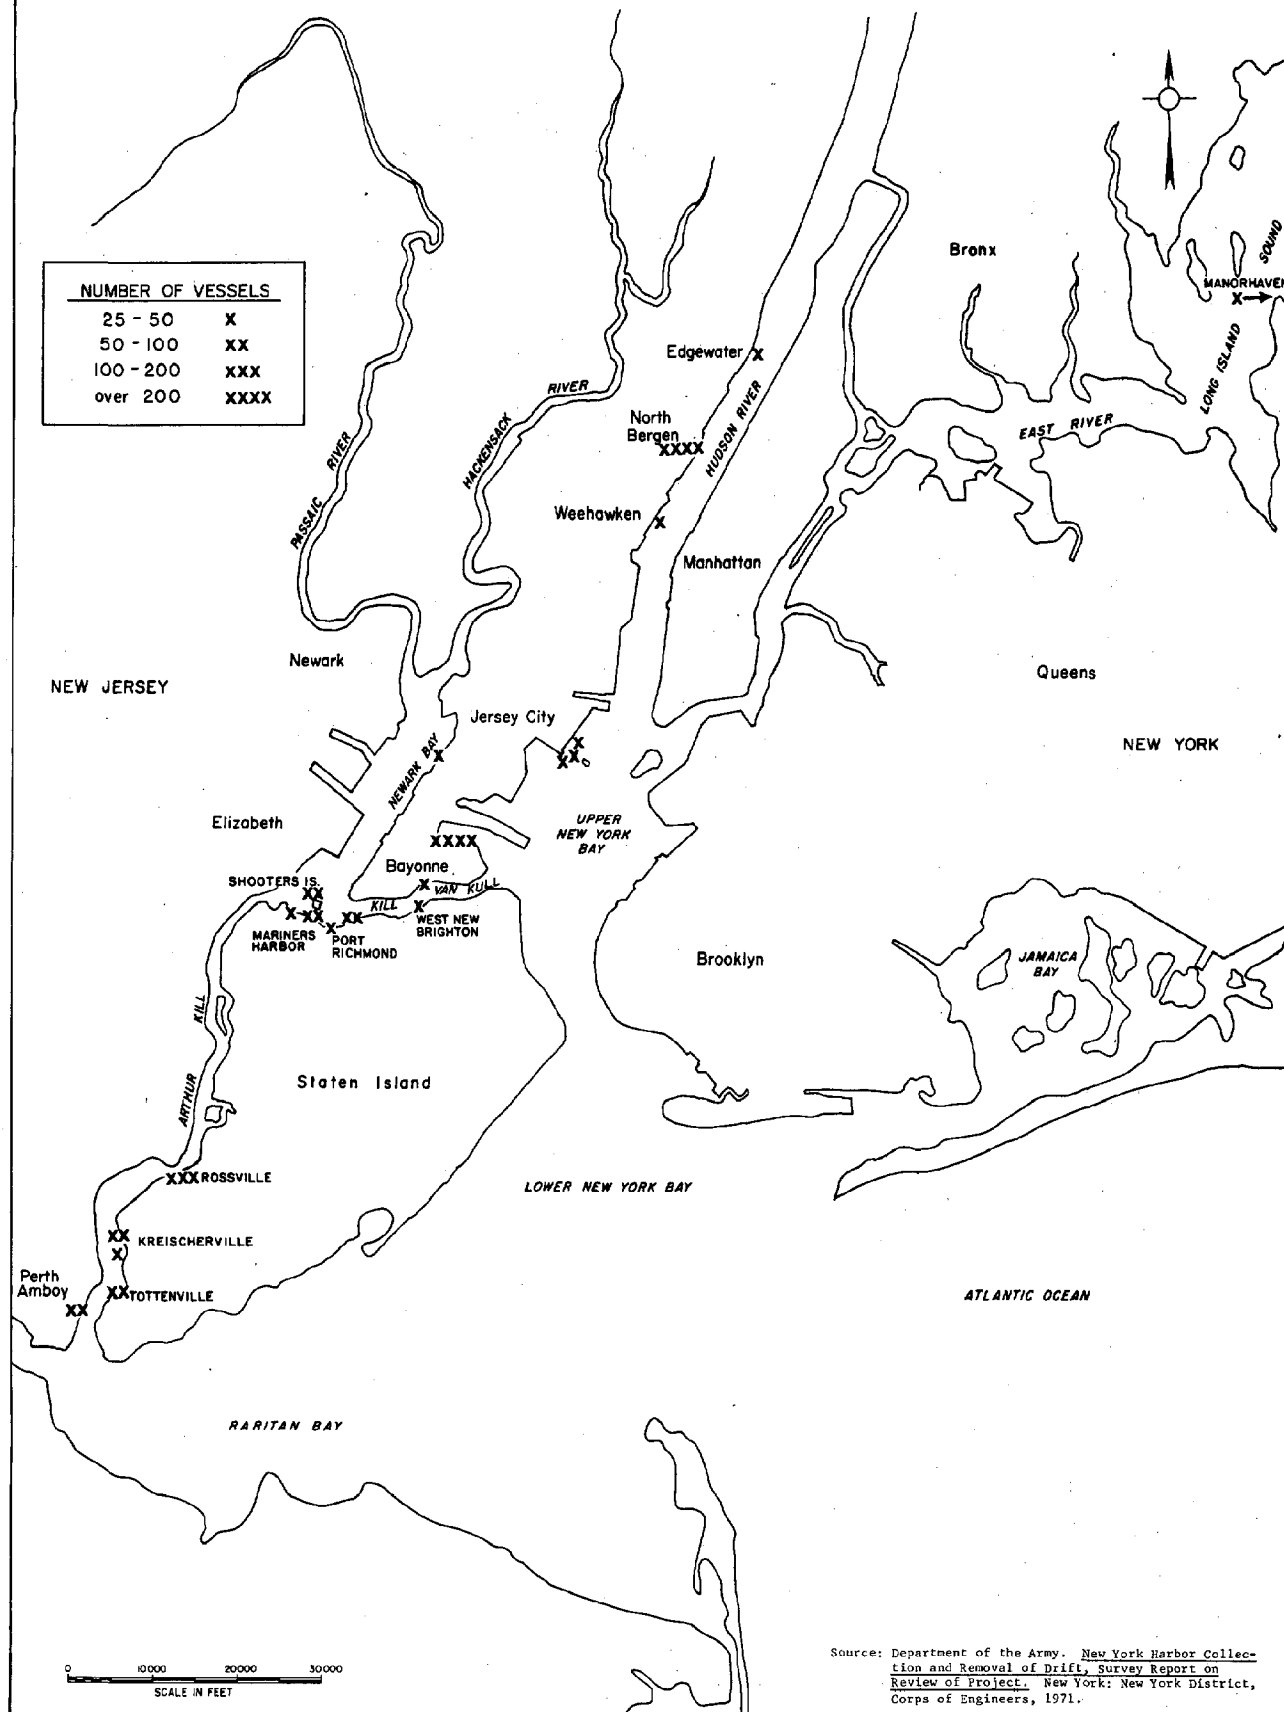 Bronx
SOUND
MANORHAVEN
X
NUMBER OF VESSELS
25 - 50 X
50 - 100 XX
100 - 200 XXX
over 200 XXXX
Edgewater X
LONG ISLAND
RIVER
HACKENSACK
North
Bergen
XXXX
HUDSON RIVER
EAST RIVER
PASSAIC RIVER
Weehawken X
Manhattan
Newark
Queens
NEW JERSEY
Jersey City
NEW YORK
X
X
X
X
NEWARK BAY
Elizabeth
UPPER
NEW YORK
BAY
XXXX
Bayonne
SHOOTERS IS.
XX
X
VAN KULL
KILL
X
XX
XX
X
X
WEST NEW
BRIGHTON
MARINERS
HARBOR
PORT
RICHMOND
Brooklyn
JAMAICA
BAY
ARTHUR KILL
Staten Island
XXX ROSSVILLE
LOWER NEW YORK BAY
XX
X
KREISCHERVILLE
Perth
Amboy
XX
XX TOTTENVILLE
ATLANTIC OCEAN
RARITAN BAY
0 10000 20000 30000
SCALE IN FEET
Source: Department of the Army. New York Harbor Collec-
tion and Removal of Drift, Survey Report on
Review of Project. New York: New York District,
Corps of Engineers, 1971.